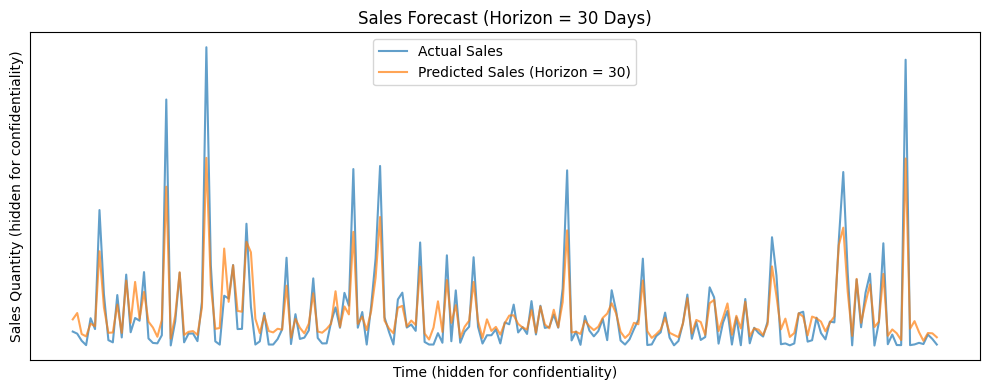 Sales Forecast (Horizon = 30 Days)
Actual Sales
Predicted Sales (Horizon = 30)
Sales Quantity (hidden for confidentiality)
Time (hidden for confidentiality)